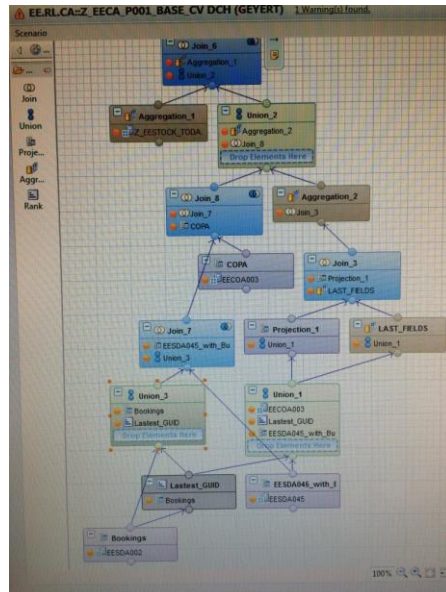 EE.RL.CA::Z_EECA_P001_BASE_CV DCH (GEYERT) 1 Warning(s) found.
Scenario
Join
Union
Proje...
Aggr...
Rank
Join_6
Aggregation_1
Union_2
Aggregation_1
Z_EESTOCK_TODA.
Union_2
Aggregation_2
Join_8
Drop Elements Here
Join_8
Join_7
COPA
Aggregation_2
Join_3
COPA
EECOA003
Join_3
Projection_1
LAST_FIELDS
Join_7
EESDA045_with_Bu
Union_3
Projection_1
Union_1
LAST_FIELDS
Union_1
Union_3
Bookings
Lastest_GUID
Drop Elements Here
Union_1
EECOA003
Lastest_GUID
EESDA045_with_Bu
Drop Elements Here
Lastest_GUID
Bookings
EESDA045_with_I
EESDA045
Bookings
EESDA002
100%